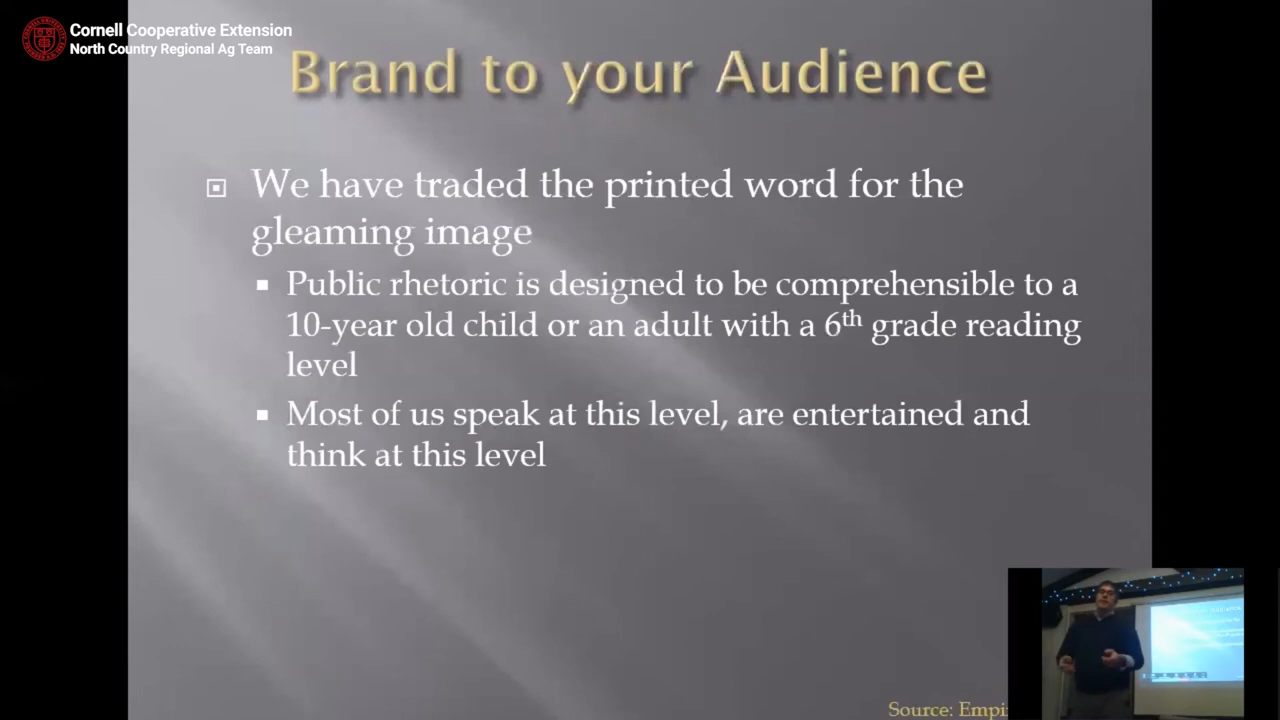 Cornell Cooperative Extension
North Country Regional Ag Team
Brand to your Audience
We have traded the printed word for the
gleaming image
Public rhetoric is designed to be comprehensible to a
10-year old child or an adult with a 6th grade reading
level
Most of us speak at this level, are entertained and
think at this level
Source: